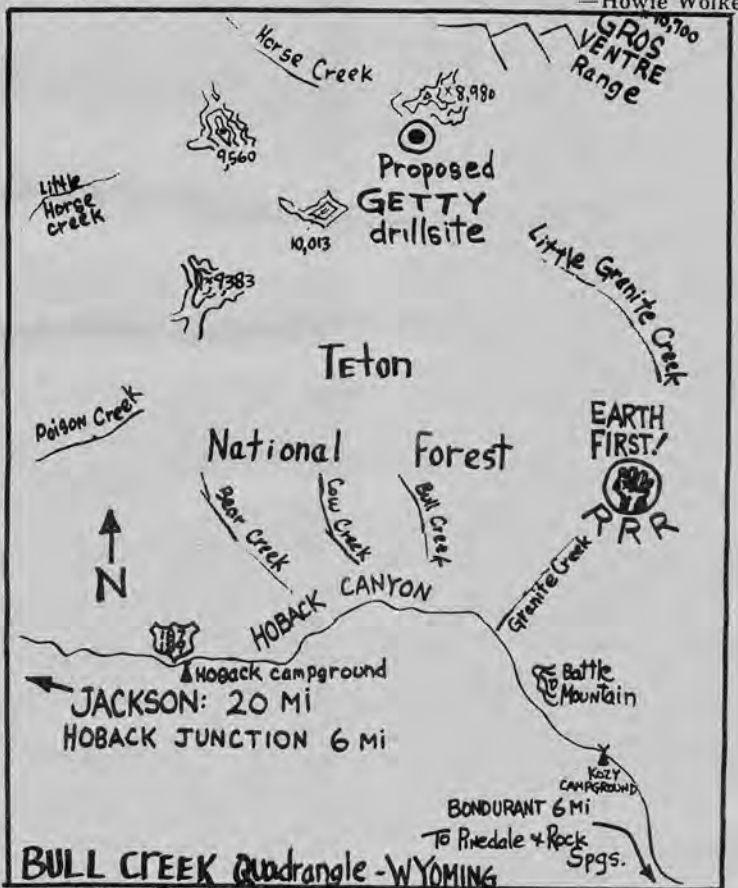 —Howie Wolke
10,700
GROS
VENTRE
Range
Horse Creek
8,980
9,560
Proposed
GETTY
drillsite
Little
Horse
creek
10,013
Little Granite Creek
9383
Teton
EARTH
FIRST!
RRR
Poison Creek
National Forest
Bear Creek
Cow Creek
Bull Creek
N
Granite Creek
HOBACK CANYON
Hoback campground
JACKSON: 20 Mi
HOBACK JUNCTION 6 Mi
Battle
Mountain
KOZY
CAMPGROUND
BONDURANT 6 Mi
To Pinedale & Rock
Spgs.
BULL CREEK Quadrangle - WYOMING